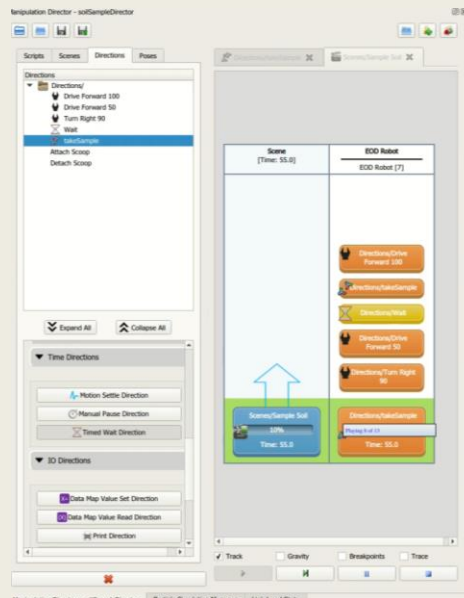 Manipulation Director - soilSampleDirector
Scripts
Scenes
Directions
Poses
Directions
Directions/
Drive Forward 100
Drive Forward 50
Turn Right 90
Wait
takeSample
Attach Scoop
Detach Scoop
Expand All
Collapse All
Time Directions
Motion Settle Direction
Manual Pause Direction
Timed Wait Direction
IO Directions
Data Map Value Set Direction
Data Map Value Read Direction
Print Direction
Scenes/Sample Soil
Scene
[Time: 55.0]
EOD Robot
EOD Robot [7]
Directions/Drive
Forward 100
Directions/takeSample
Directions/Wait
Directions/Drive
Forward 50
Directions/Turn Right
90
Scenes/Sample Soil
10%
Time: 55.0
Directions/takeSample
Time: 55.0
Track
Gravity
Breakpoints
Trace